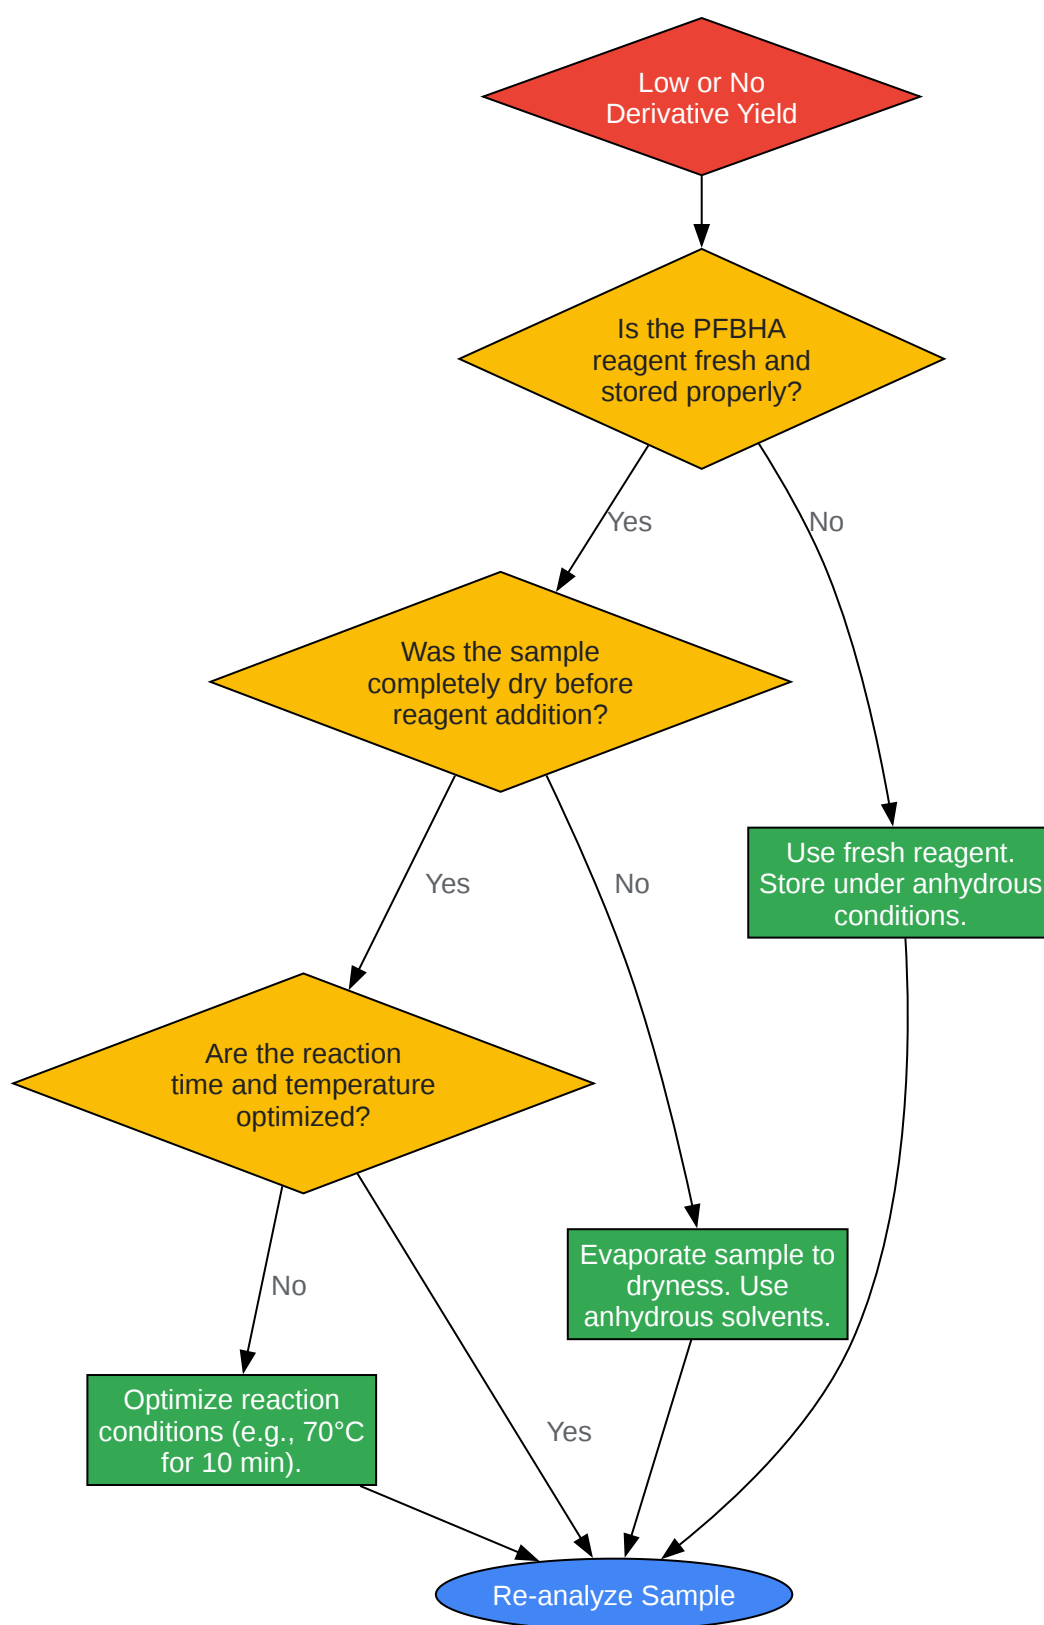 Low or No
Derivative Yield
Is the PFBHA
reagent fresh and
stored properly?
Yes
No
Was the sample
completely dry before
reagent addition?
Yes
No
Use fresh reagent.
Store under anhydrous
conditions.
Are the reaction
time and temperature
optimized?
No
Yes
Evaporate sample to
dryness. Use
anhydrous solvents.
Optimize reaction
conditions (e.g., 70°C
for 10 min).
Re-analyze Sample